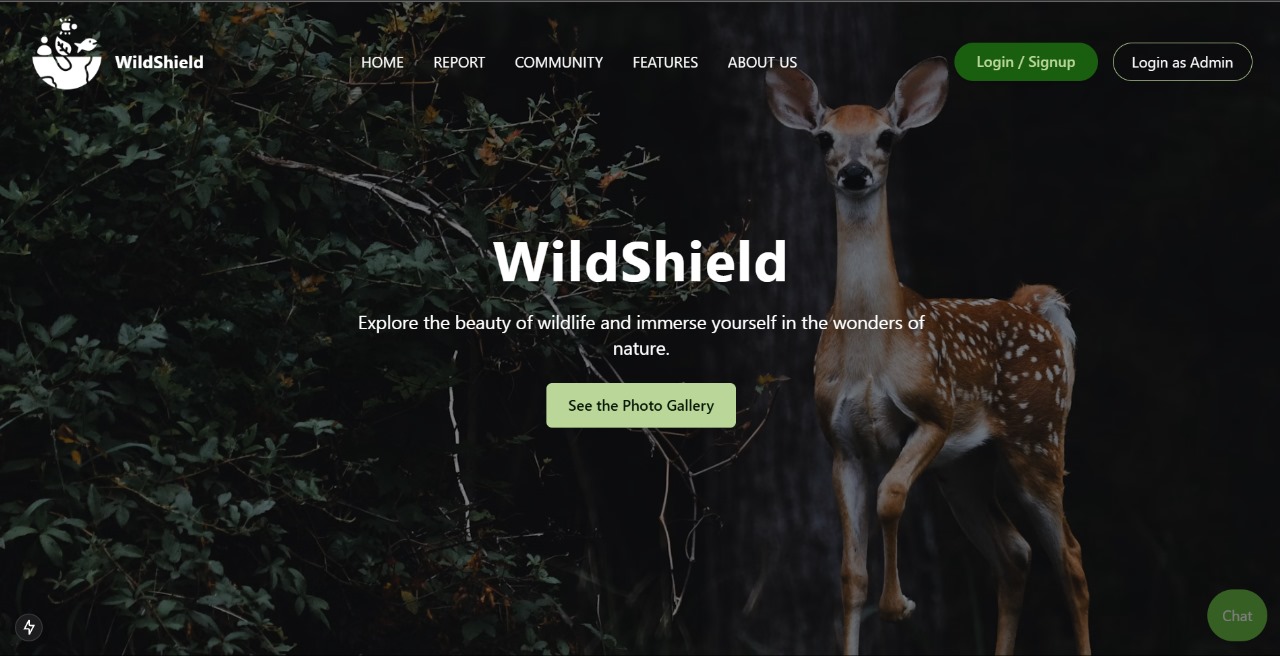 WildShield
HOME
REPORT
COMMUNITY
FEATURES
ABOUT US
Login / Signup
Login as Admin
WildShield
Explore the beauty of wildlife and immerse yourself in the wonders of
nature.
See the Photo Gallery
Chat